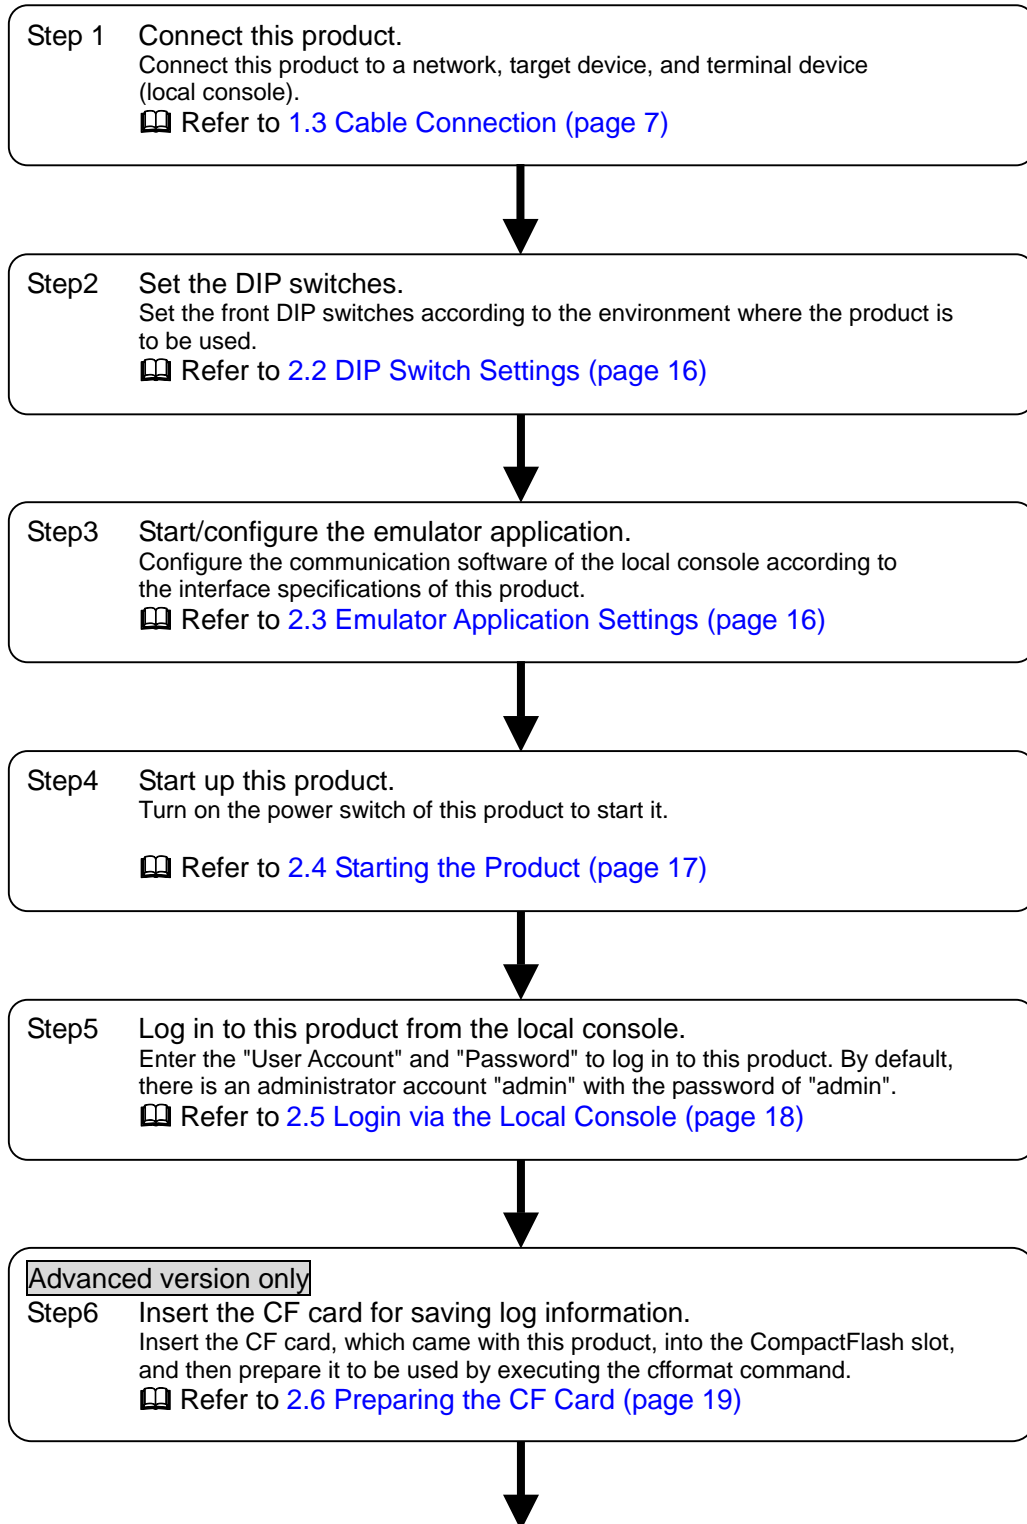 Step 1 Connect this product.
Connect this product to a network, target device, and terminal device
(local console).
Refer to 1.3 Cable Connection (page 7)
Step2 Set the DIP switches.
Set the front DIP switches according to the environment where the product is
to be used.
Refer to 2.2 DIP Switch Settings (page 16)
Step3 Start/configure the emulator application.
Configure the communication software of the local console according to
the interface specifications of this product.
Refer to 2.3 Emulator Application Settings (page 16)
Step4 Start up this product.
Turn on the power switch of this product to start it.
Refer to 2.4 Starting the Product (page 17)
Step5 Log in to this product from the local console.
Enter the "User Account" and "Password" to log in to this product. By default,
there is an administrator account "admin" with the password of "admin".
Refer to 2.5 Login via the Local Console (page 18)
Advanced version only
Step6 Insert the CF card for saving log information.
Insert the CF card, which came with this product, into the CompactFlash slot,
and then prepare it to be used by executing the cfformat command.
Refer to 2.6 Preparing the CF Card (page 19)